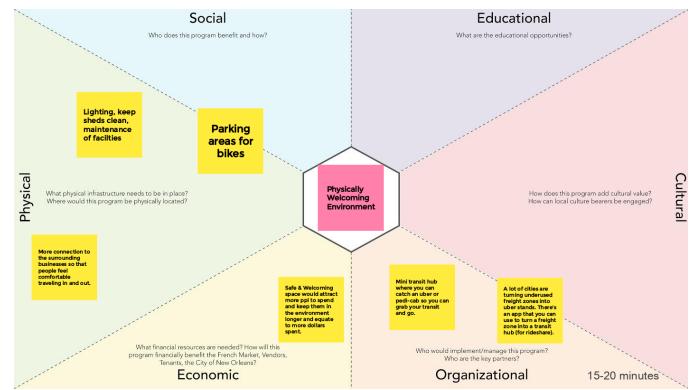 Social
Who does this program benefit and how?
Educational
What are the educational opportunities?
Lighting, keep
sheds clean,
maintenance
of facilties
Parking
areas for
bikes
Physical
What physical infrastructure needs to be in place?
Where would this program be physically located?
Physically
Welcoming
Environment
How does this program add cultural value?
How can local culture bearers be engaged?
Cultural
More connection to
the surrounding
businesses so that
people feel
comfortable
traveling in and out.
Safe & Welcoming
space would attract
more ppl to spend
and keep them in
the environment
longer and equate
to more dollars
spent.
Mini transit hub
where you can
catch an uber or
pedi-cab so you can
grab your transit
and go.
A lot of cities are
turning underused
freight zones into
uber stands. There's
an app that you can
use to turn a freight
zone into a transit
hub (for rideshare).
What financial resources are needed? How will this
program financially benefit the French Market, Vendors,
Tenants, the City of New Orleans?
Economic
Who would implement/manage this program?
Who are the key partners?
Organizational
15-20 minutes